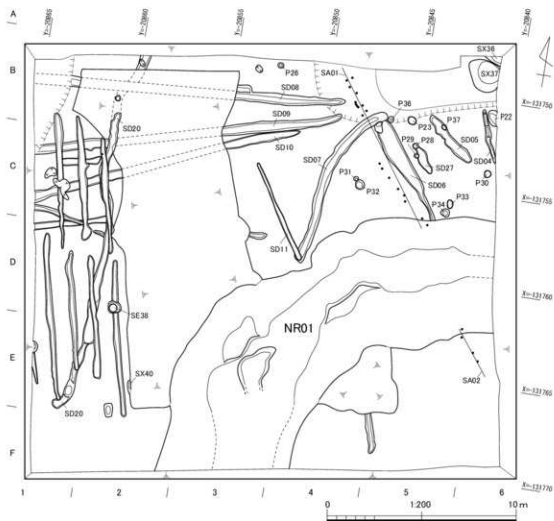 Y=-20865
Y=-20860
Y=-20855
Y=-20850
Y=-20845
Y=-20840
A
B
C
D
E
F
SX36
SX37
P26
SA01
SD08
SD09
SD10
SD20
P36
P22
P23
P37
P29
P28
SD05
SD04
SD27
SD07
P31
P32
SD06
P30
P33
P34
SD11
SE38
NR01
SX40
SA02
SD20
X=-131750
X=-131755
X=-131760
X=-131765
X=-131770
1
2
3
4
5
6
0
1:200
10 m